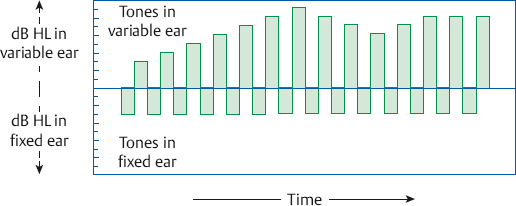 dB HL in
variable ear
dB HL in
fixed ear
Tones in
variable ear
Tones in
fixed ear
Time